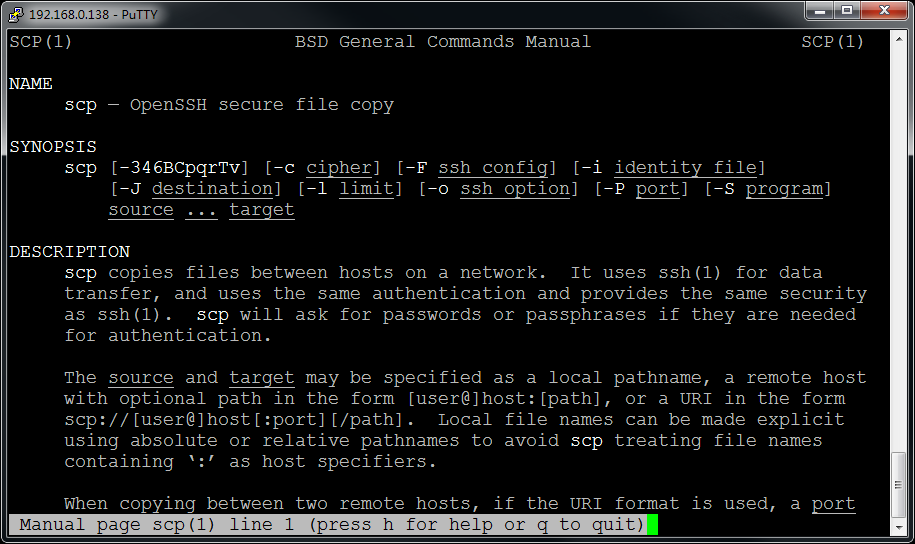 192.168.0.138 - PuTTY
SCP(1) BSD General Commands Manual SCP(1)
NAME
scp — OpenSSH secure file copy
SYNOPSIS
scp [-346BCpqrTv] [-c cipher] [-F ssh_config] [-i identity_file]
[-J destination] [-l limit] [-o ssh_option] [-P port] [-S program]
source ... target
DESCRIPTION
scp copies files between hosts on a network.  It uses ssh(1) for data
transfer, and uses the same authentication and provides the same security
as ssh(1).  scp will ask for passwords or passphrases if they are needed
for authentication.
The source and target may be specified as a local pathname, a remote host
with optional path in the form [user@]host:[path], or a URI in the form
scp://[user@]host[:port][/path].  Local file names can be made explicit
using absolute or relative pathnames to avoid scp treating file names
containing ‘:’ as host specifiers.
When copying between two remote hosts, if the URI format is used, a port
Manual page scp(1) line 1 (press h for help or q to quit)